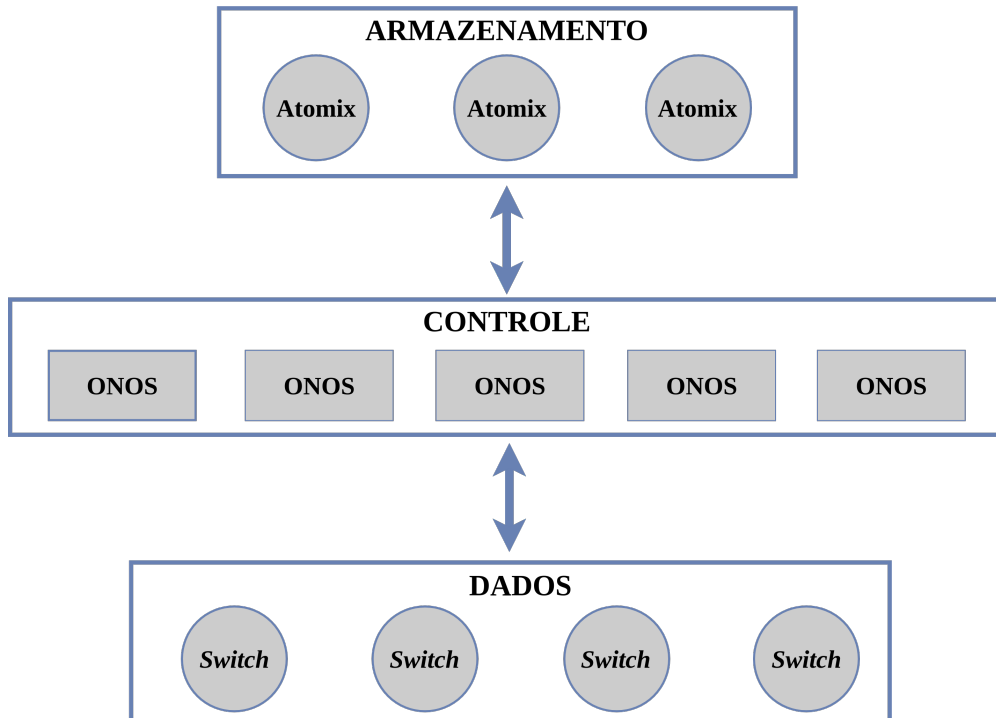 ARMAZENAMENTO
Atomix Atomix Atomix
CONTROLE
ONOS ONOS ONOS ONOS ONOS
DADOS
Switch Switch Switch Switch